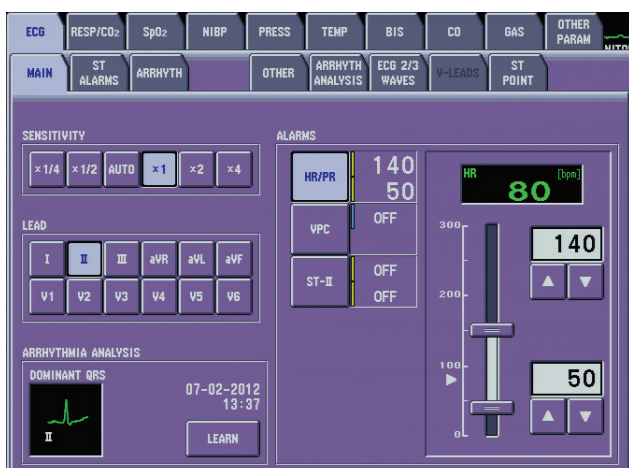 ECG RESP/CO2 SpO2 NIBP PRESS TEMP BIS CO GAS OTHER PARAM
MAIN ST ALARMS ARRHYTH OTHER ARRHYTH ANALYSIS ECG 2/3 WAVES V-LEADS ST POINT
SENSITIVITY
×1/4 ×1/2 AUTO ×1 ×2 ×4
LEAD
I II III aVR aVL aVF
V1 V2 V3 V4 V5 V6
ARRHYTHMIA ANALYSIS
DOMINANT QRS
07-02-2012
13:37
II
LEARN
ALARMS
HR/PR 140
50
VPC OFF
ST-II OFF
OFF
HR [bpm]
80
300
200
100
0
140
50